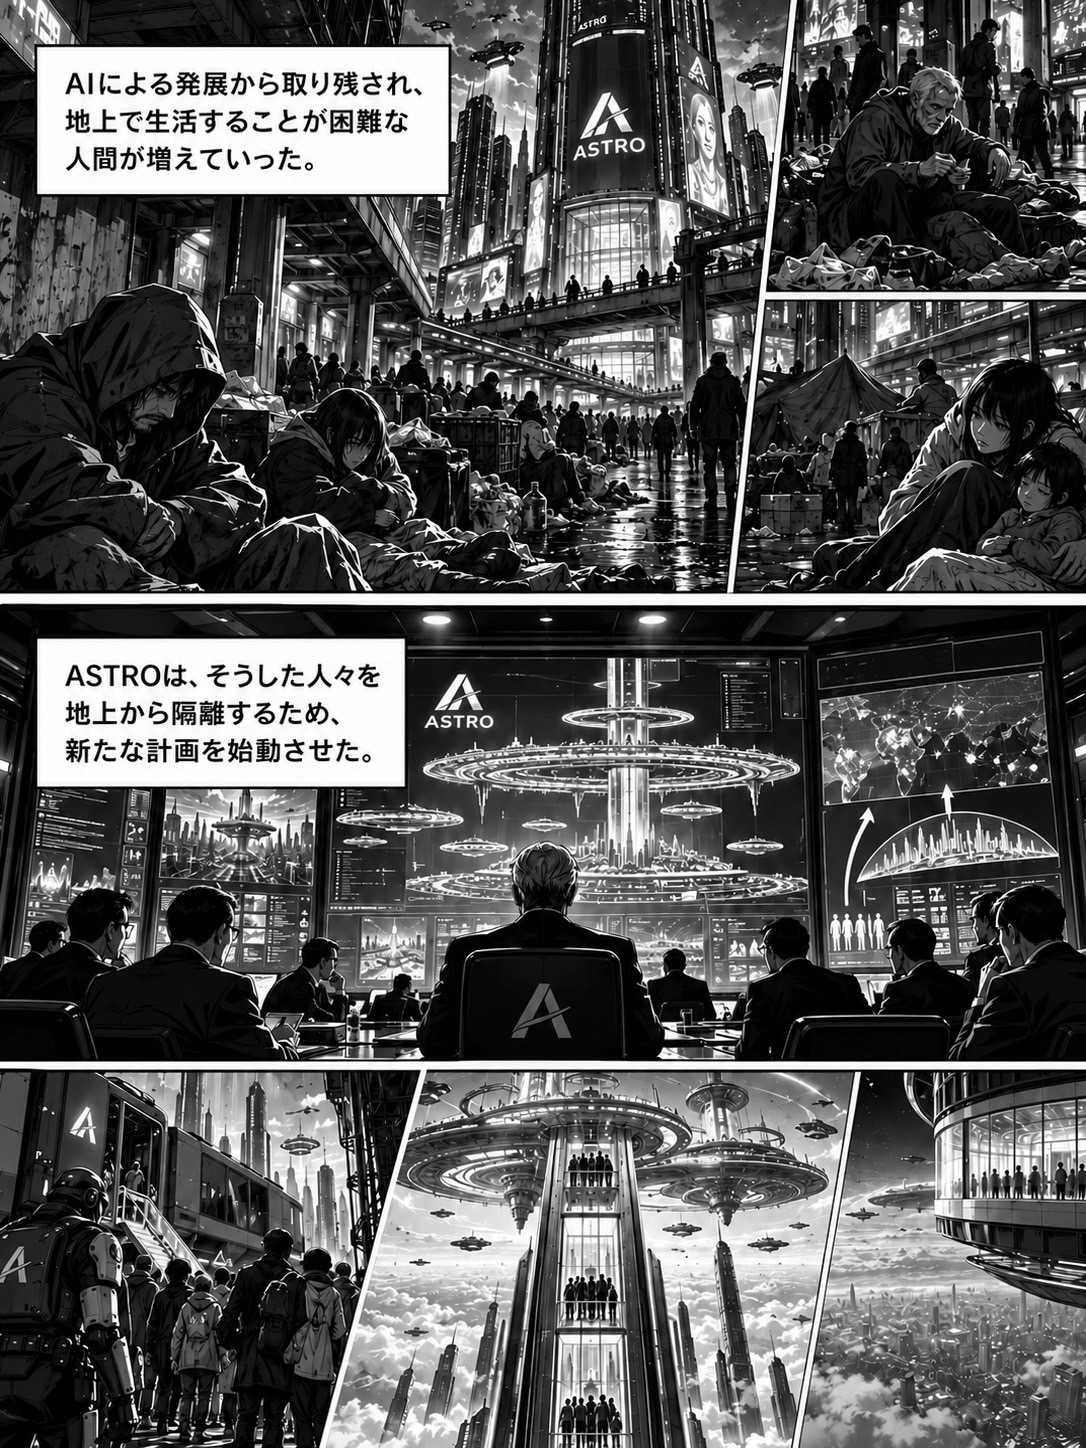 AIによる発展から取り残され、
地上で生活することが困難な
人間が増えていった。
ASTRO
ASTRO
ASTROは、そうした人々を
地上から隔離するため、
新たな計画を始動させた。
ASTRO